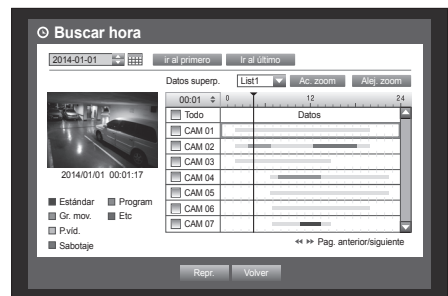 Buscar hora
2014-01-01 ir al primero Ir al último
Datos superp. List1 Ac. zoom Alej. zoom
00:01 0 12 24
Todo Datos
CAM 01
CAM 02
CAM 03
CAM 04
CAM 05
CAM 06
CAM 07
2014/01/01 00:01:17
Estándar Program
Gr. mov. Etc
P.víd.
Sabotaje
Pag. anterior/siguiente
Repr. Volver